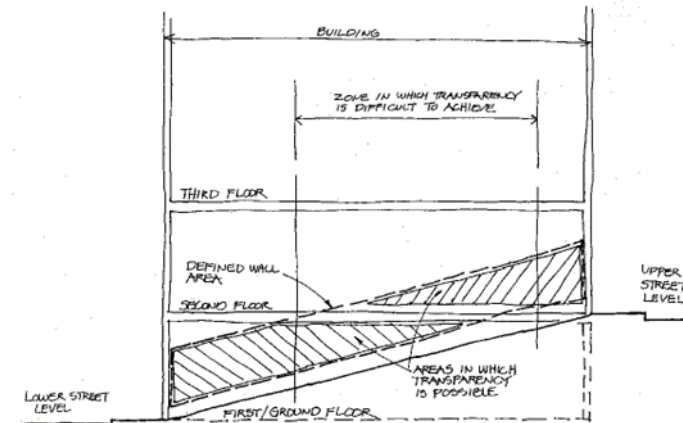 BUILDING
ZONE IN WHICH TRANSPARENCY
IS DIFFICULT TO ACHIEVE
THIRD FLOOR
DEFINED WALL
AREA
UPPER
STREET
LEVEL
SECOND FLOOR
AREAS IN WHICH
TRANSPARENCY
IS POSSIBLE
LOWER STREET
LEVEL
FIRST/GROUND FLOOR